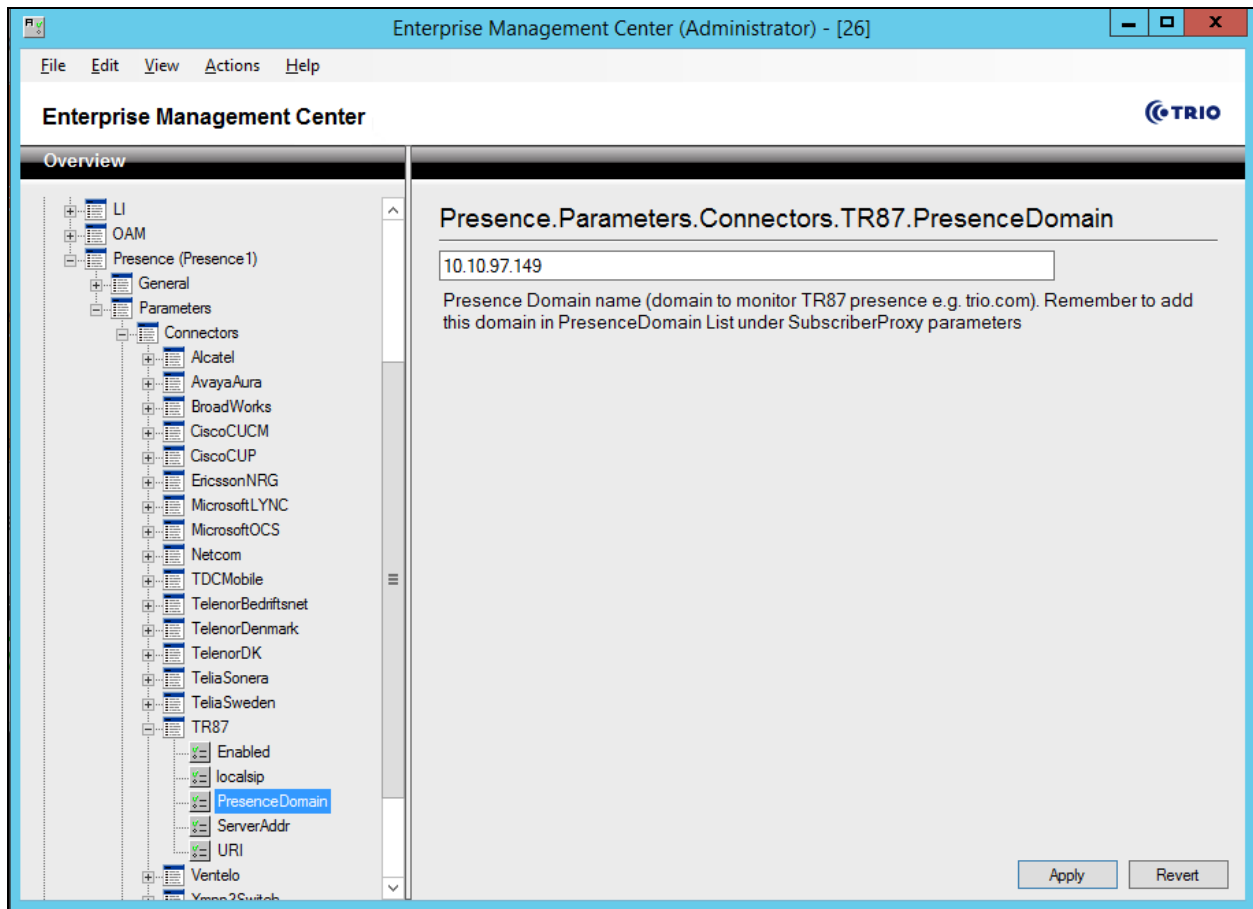 Enterprise Management Center (Administrator) - [26]
File Edit View Actions Help
Enterprise Management Center
TRIO
Overview
LI
OAM
Presence (Presence1)
General
Parameters
Connectors
Alcatel
AvayaAura
BroadWorks
CiscoCUCM
CiscoCUP
EricssonNRG
MicrosoftLYNC
MicrosoftOCS
Netcom
TDCMobile
TelenorBedriftsnet
TelenorDenmark
TelenorDK
TeliaSonera
TeliaSweden
TR87
Enabled
localsip
PresenceDomain
ServerAddr
URI
Ventelo
Presence.Parameters.Connectors.TR87.PresenceDomain
10.10.97.149
Presence Domain name (domain to monitor TR87 presence e.g. trio.com). Remember to add
this domain in PresenceDomain List under SubscriberProxy parameters
Apply Revert